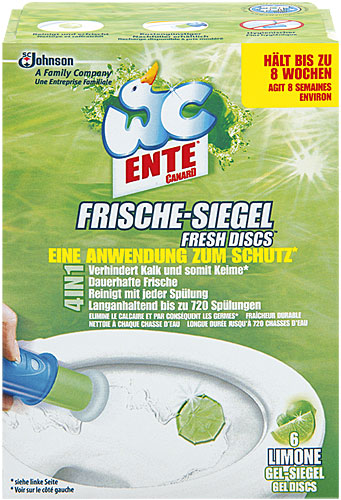 SC Johnson
A Family Company
Une Entreprise Familiale
HÄLT BIS ZU
8 WOCHEN
AGIT 8 SEMAINES
ENVIRON
WC
ENTE
CANARD
FRISCHE-SIEGEL
FRESH DISCS
EINE ANWENDUNG ZUM SCHUTZ*
4IN1
Verhindert Kalk und somit Keime*
Dauerhafte Frische
Reinigt mit jeder Spülung
Langanhaltend bis zu 720 Spülungen
ELIMINE LE CALCAIRE ET PAR CONSÉQUENT LES GERMES* FRAÎCHEUR DURABLE
NETTOIE À CHAQUE CHASSE D'EAU LONGUE DURÉE JUSQU'À 720 CHASSES D'EAU
6
LIMONE
GEL-SIEGEL
GEL DISCS
* siehe linke Seite
* Voir sur le côté gauche